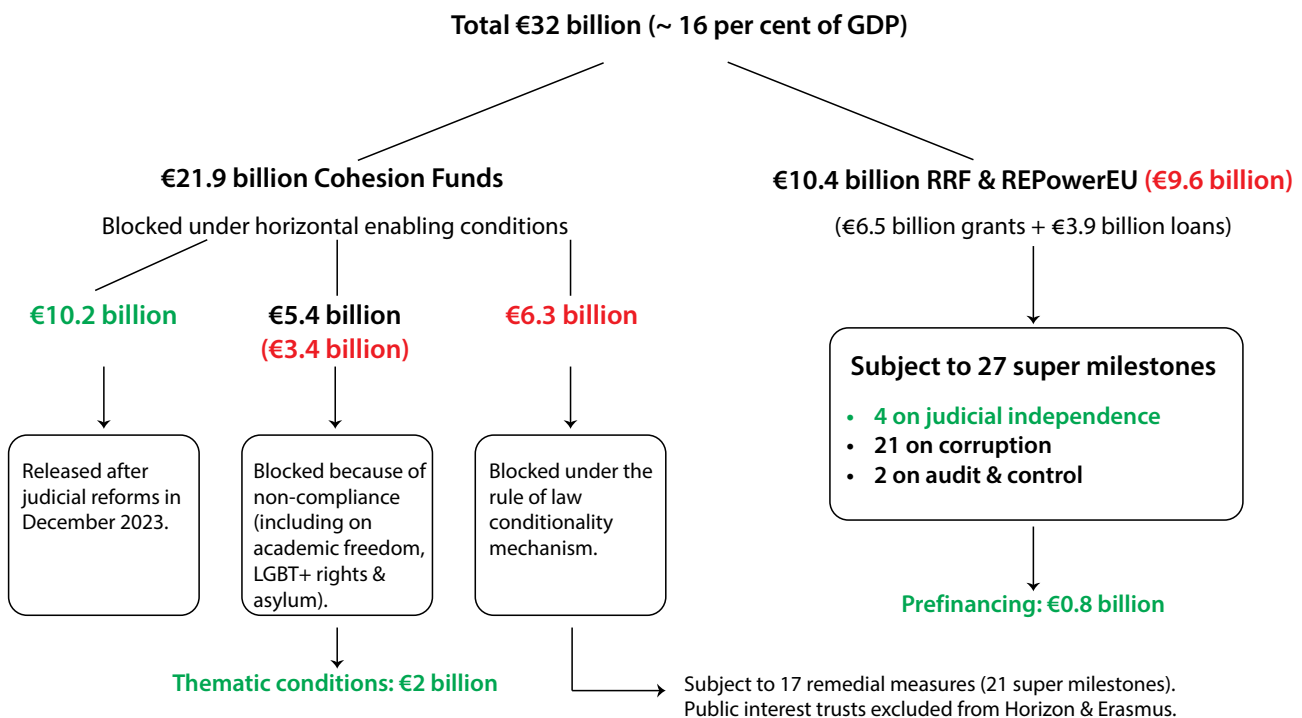 Total €32 billion (~ 16 per cent of GDP)
€21.9 billion Cohesion Funds
Blocked under horizontal enabling conditions
€10.2 billion
Released after
judicial reforms in
December 2023.
€5.4 billion
(€3.4 billion)
Blocked because of
non-compliance
(including on
academic freedom,
LGBT+ rights &
asylum).
Thematic conditions: €2 billion
€6.3 billion
Blocked under the
rule of law
conditionality
mechanism.
Subject to 17 remedial measures (21 super milestones).
Public interest trusts excluded from Horizon & Erasmus.
€10.4 billion RRF & REPowerEU (€9.6 billion)
(€6.5 billion grants + €3.9 billion loans)
Subject to 27 super milestones
• 4 on judicial independence
• 21 on corruption
• 2 on audit & control
Prefinancing: €0.8 billion